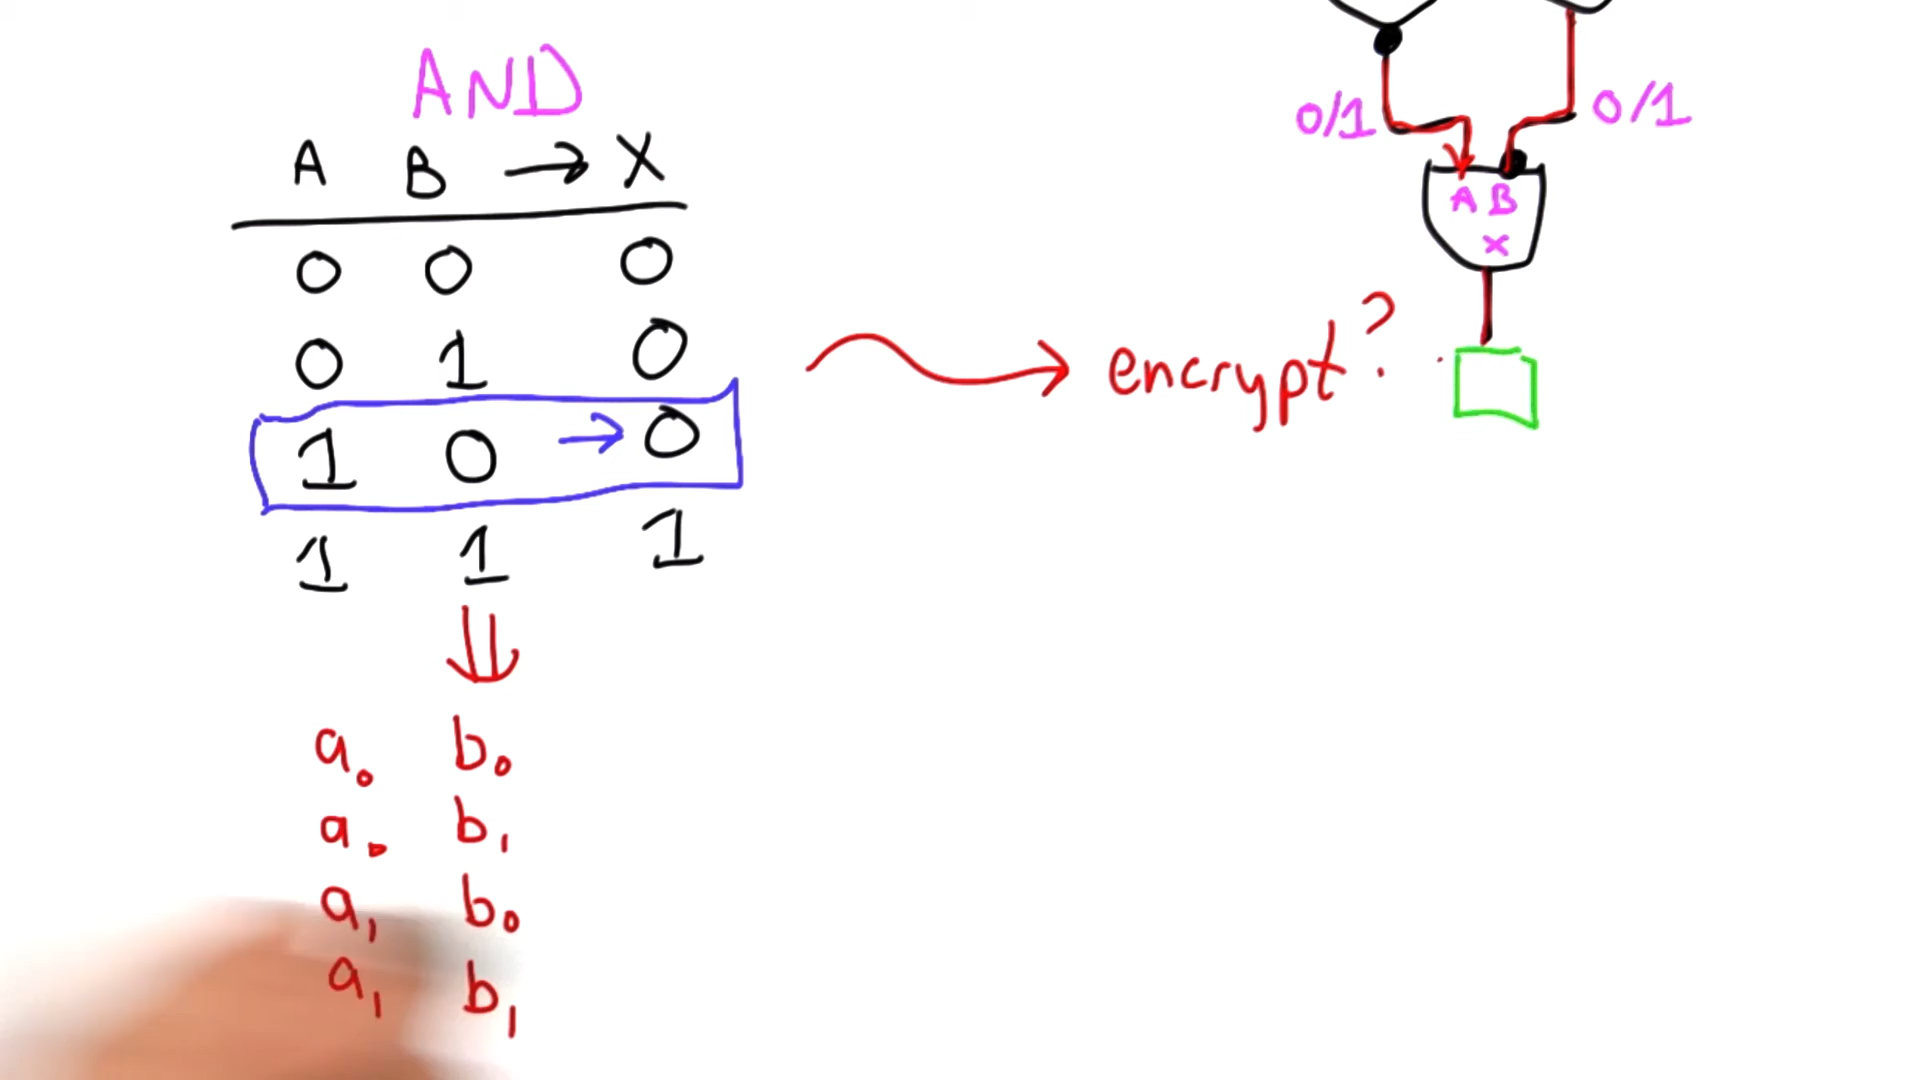 AND
A B → X
0 0 0
0 1 0
1 0 → 0
1 1 1
a₀ b₀
a₀ b₁
a₁ b₀
a₁ b₁
encrypt?
0/1 0/1
A B
X